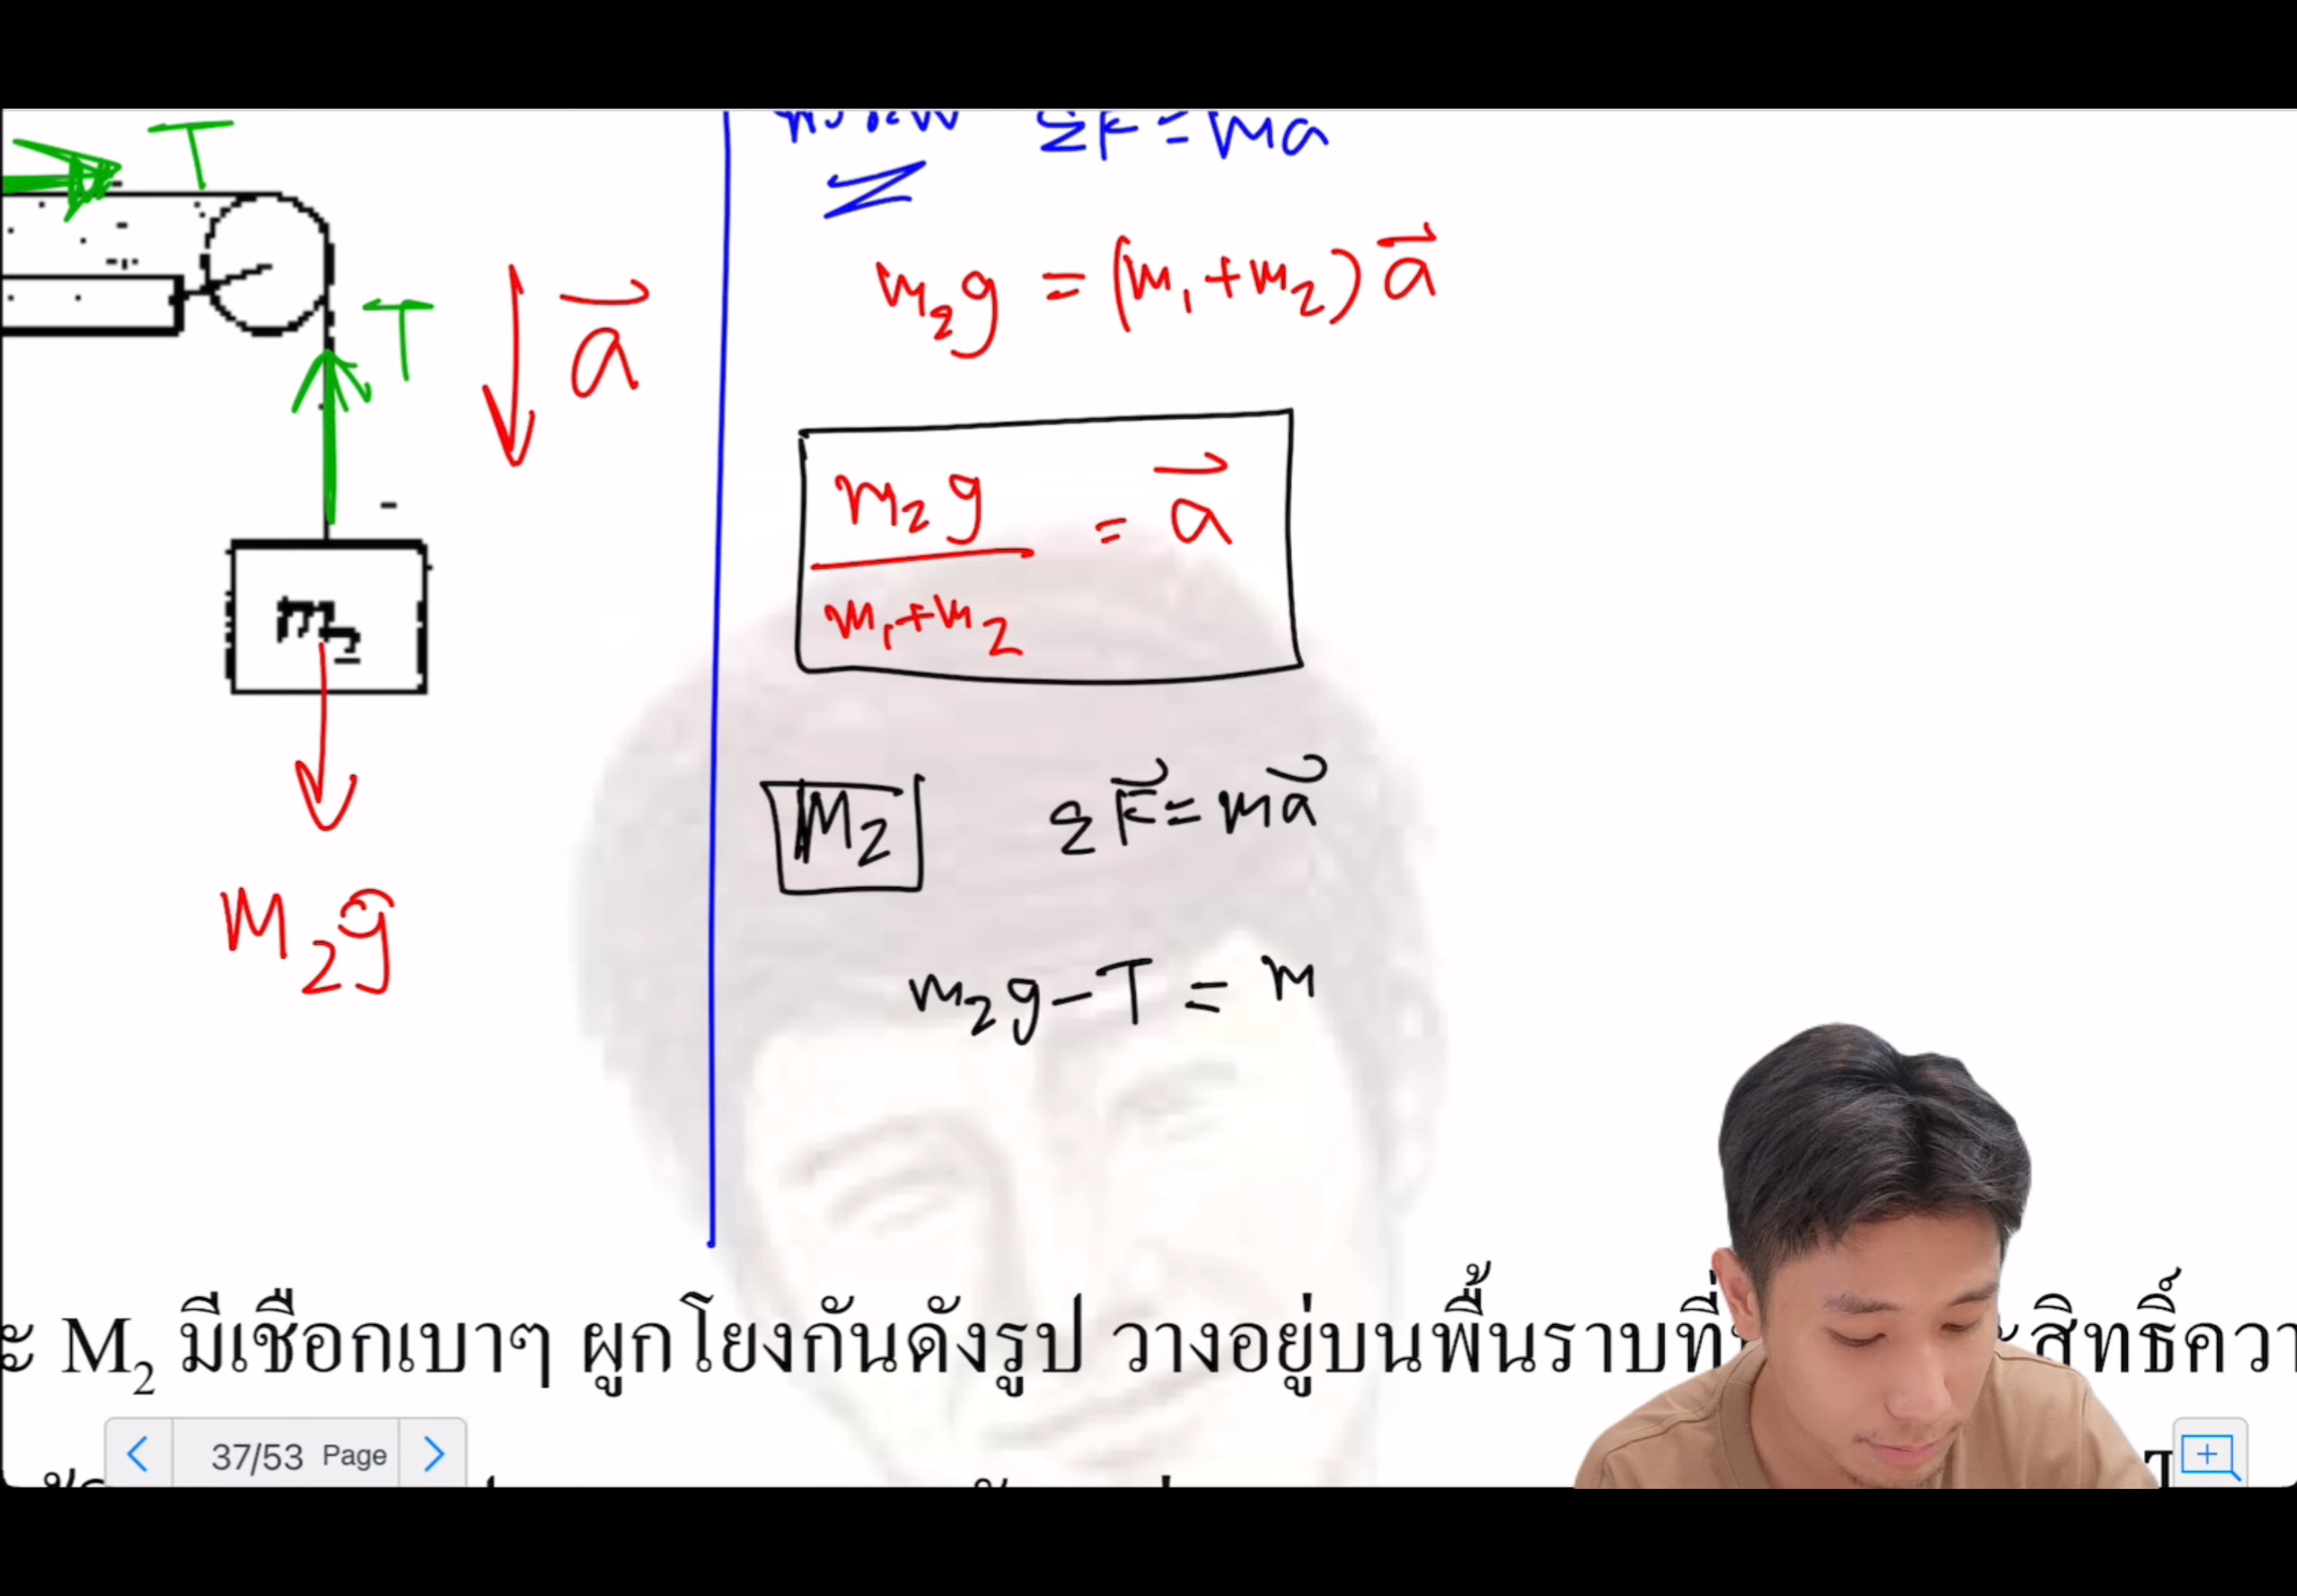 T
ΣF = ma
m₂g = (m₁+m₂) a⃗
T
a⃗
m₂g / m₁+m₂ = a⃗
m₂
M₂ ΣF⃗ = ma⃗
m₂g
m₂g − T = m
ะ M₂ มีเชือกเบาๆ ผูกโยงกันดังรูป วางอยู่บนพื้นราบที่ ะสิทธิ์ควา
37/53 Page